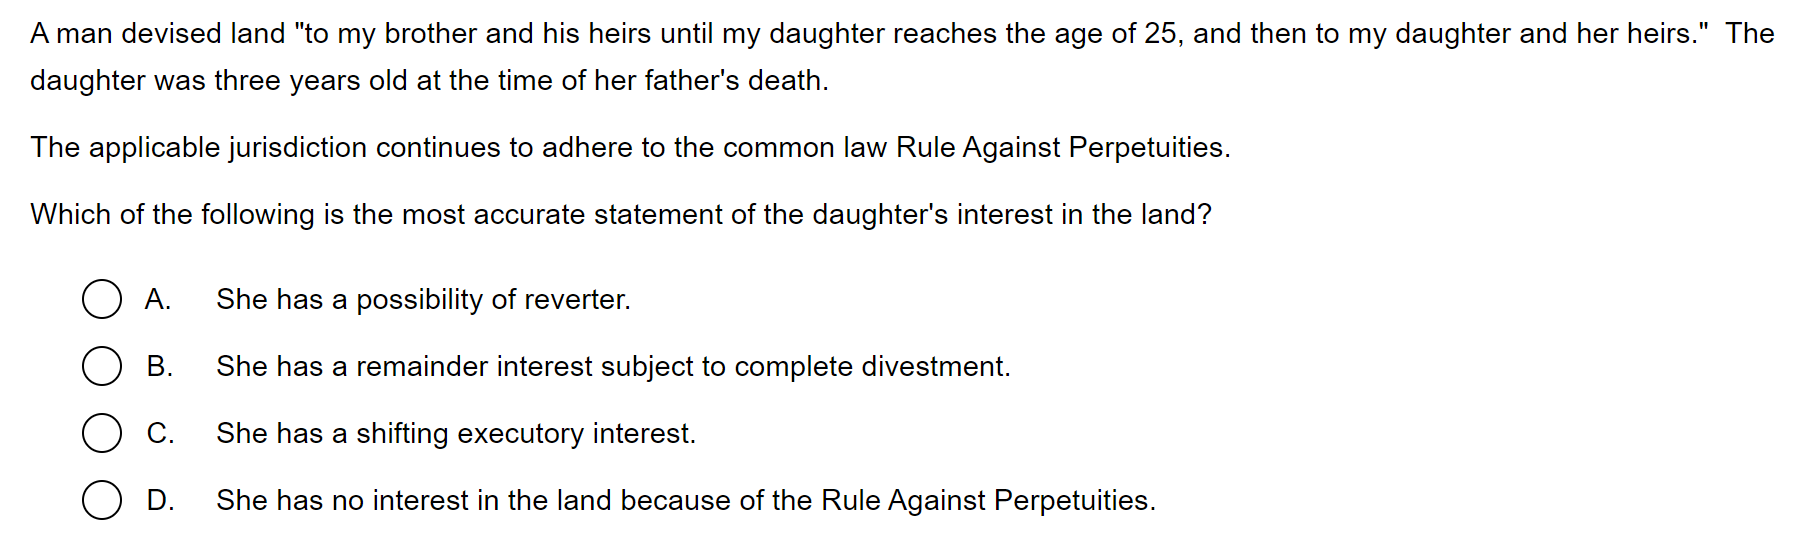 A man devised land "to my brother and his heirs until my daughter reaches the age of 25, and then to my daughter and her heirs."  The
daughter was three years old at the time of her father's death.
The applicable jurisdiction continues to adhere to the common law Rule Against Perpetuities.
Which of the following is the most accurate statement of the daughter's interest in the land?
A. She has a possibility of reverter.
B. She has a remainder interest subject to complete divestment.
C. She has a shifting executory interest.
D. She has no interest in the land because of the Rule Against Perpetuities.